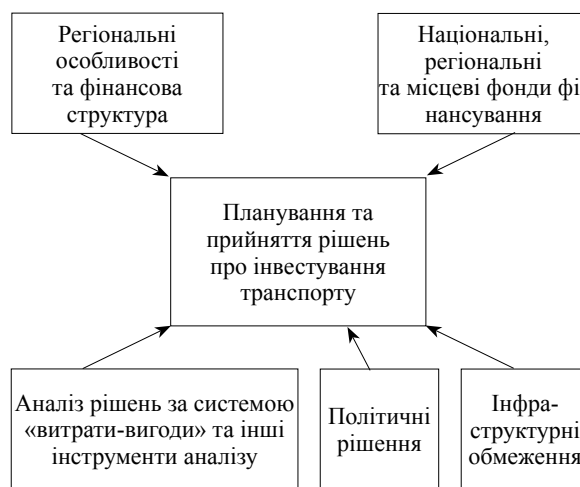 Регіональні
особливості
та фінансова
структура
Національні,
регіональні
та місцеві фонди фі
нансування
Планування та
прийняття рішень
про інвестування
транспорту
Аналіз рішень за системою
«витрати-вигоди» та інші
інструменти аналізу
Політичні
рішення
Інфра-
структурні
обмеження